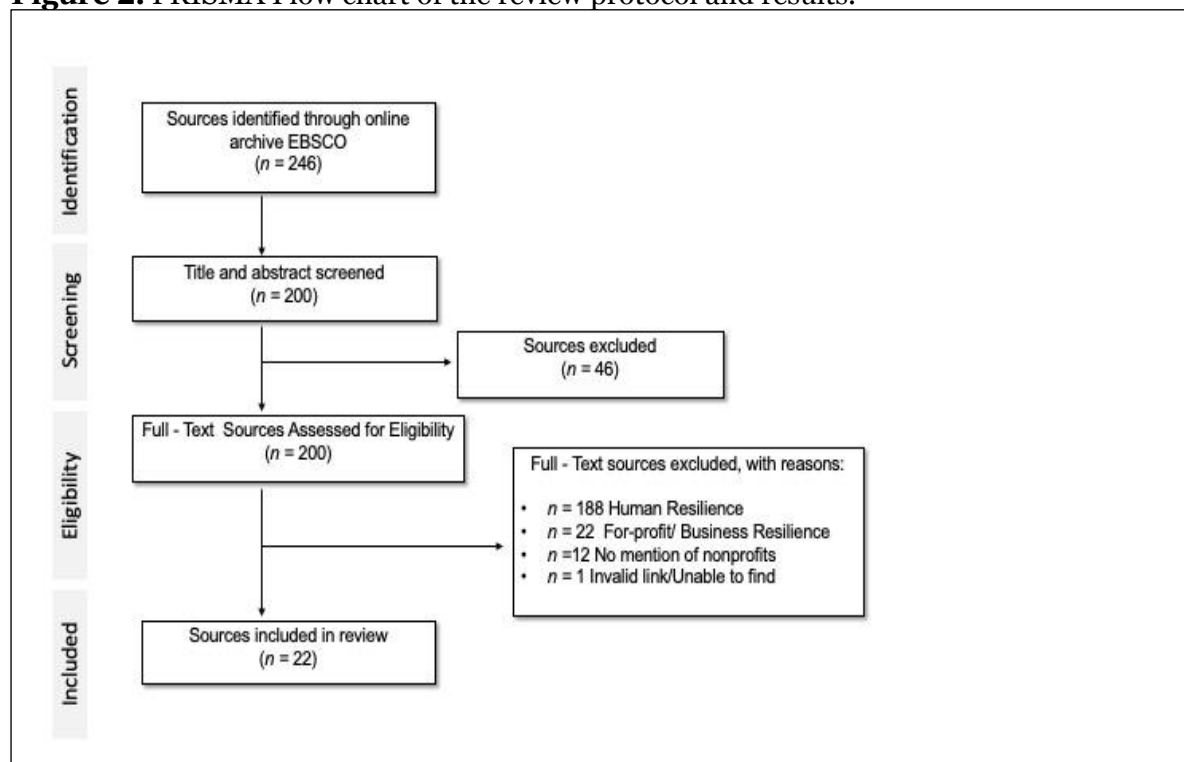 Figure 2. PRISMA Flow chart of the review protocol and results.
Identification
Sources identified through online
archive EBSCO
(n = 246)
Screening
Title and abstract screened
(n = 200)
Sources excluded
(n = 46)
Eligibility
Full - Text Sources Assessed for Eligibility
(n = 200)
Full - Text sources excluded, with reasons:
• n = 188 Human Resilience
• n = 22 For-profit/ Business Resilience
• n =12 No mention of nonprofits
• n = 1 Invalid link/Unable to find
Included
Sources included in review
(n = 22)